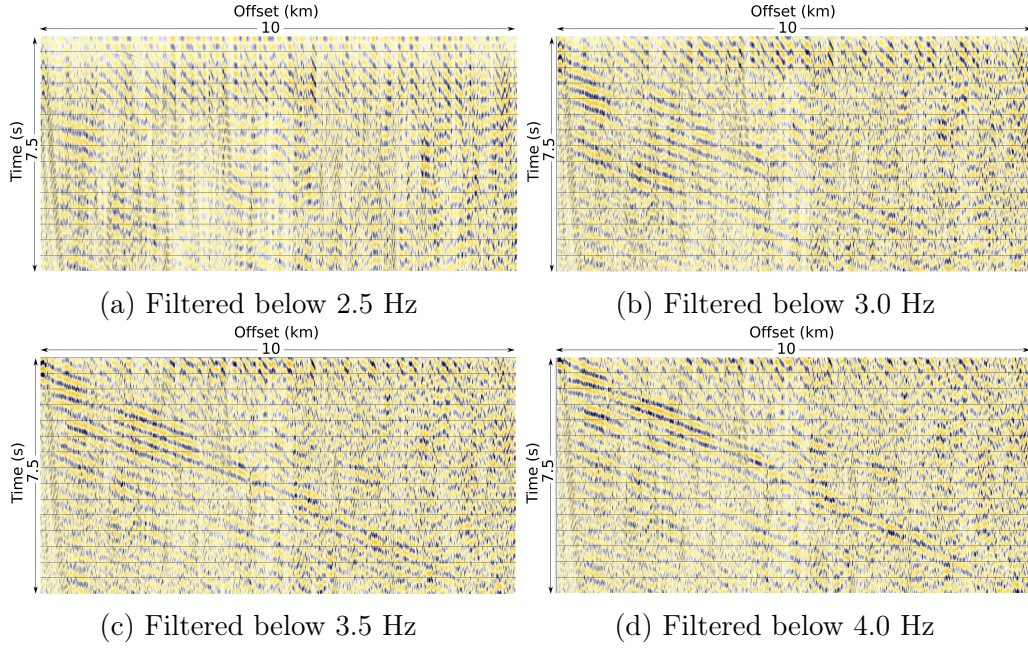 Offset (km)
10
Time (s)
7.5
(a) Filtered below 2.5 Hz
Offset (km)
10
Time (s)
7.5
(b) Filtered below 3.0 Hz
Offset (km)
10
Time (s)
7.5
(c) Filtered below 3.5 Hz
Offset (km)
10
Time (s)
7.5
(d) Filtered below 4.0 Hz